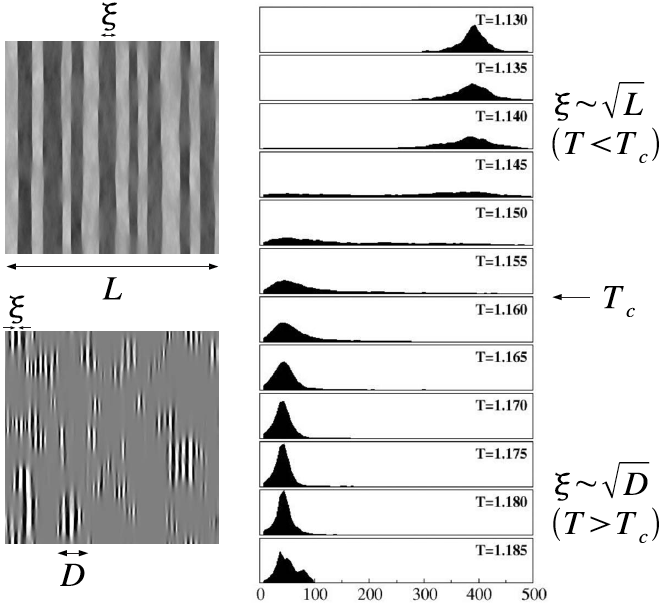 ξ
L
ξ
D
T=1.130
T=1.135
T=1.140
T=1.145
T=1.150
T=1.155
T=1.160
T=1.165
T=1.170
T=1.175
T=1.180
T=1.185
0 100 200 300 400 500
ξ~√L
(T<Tc)
Tc
ξ~√D
(T>Tc)